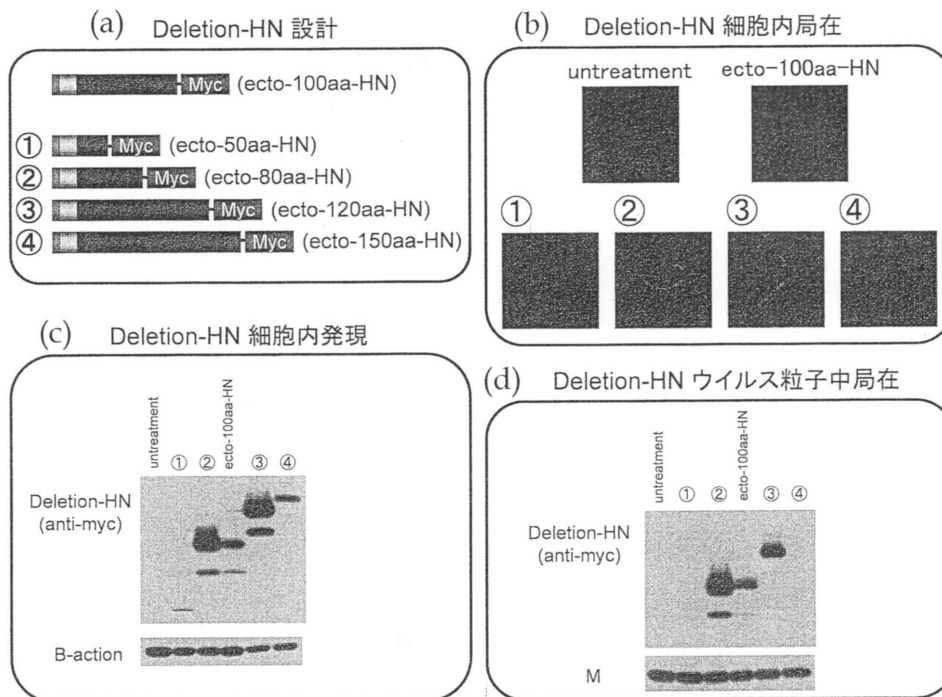 (a) Deletion-HN 設計
Myc (ecto-100aa-HN)
① Myc (ecto-50aa-HN)
② Myc (ecto-80aa-HN)
③ Myc (ecto-120aa-HN)
④ Myc (ecto-150aa-HN)
(b) Deletion-HN 細胞内局在
untreatment ecto-100aa-HN
① ② ③ ④
(c) Deletion-HN 細胞内発現
untreatment ① ② ecto-100aa-HN ③ ④
Deletion-HN
(anti-myc)
B-action
(d) Deletion-HN ウイルス粒子中局在
untreatment ① ② ecto-100aa-HN ③ ④
Deletion-HN
(anti-myc)
M